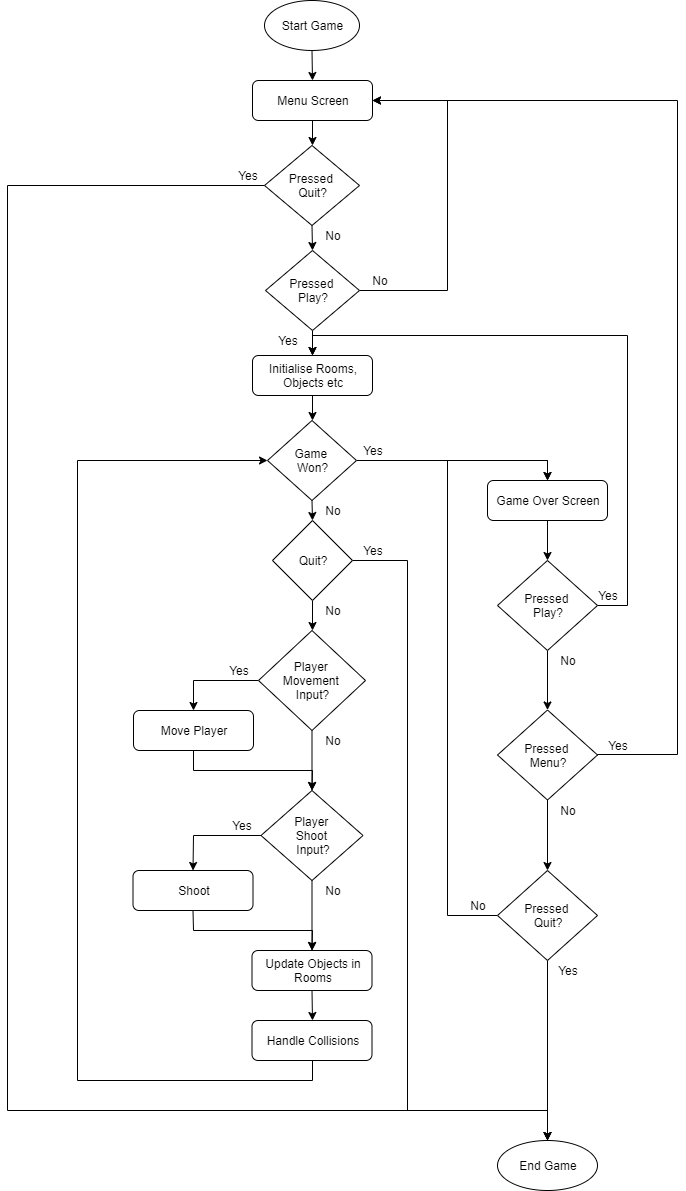 Start Game
Menu Screen
Yes
Pressed
Quit?
No
Pressed
Play?
No
Yes
Initialise Rooms,
Objects etc
Game
Won?
Yes
Game Over Screen
No
Quit?
Yes
Pressed
Play?
Yes
No
No
Player
Movement
Input?
Yes
Move Player
No
Pressed
Menu?
Yes
No
Player
Shoot
Input?
Yes
Shoot
No
Pressed
Quit?
No
Yes
Update Objects in
Rooms
Handle Collisions
End Game